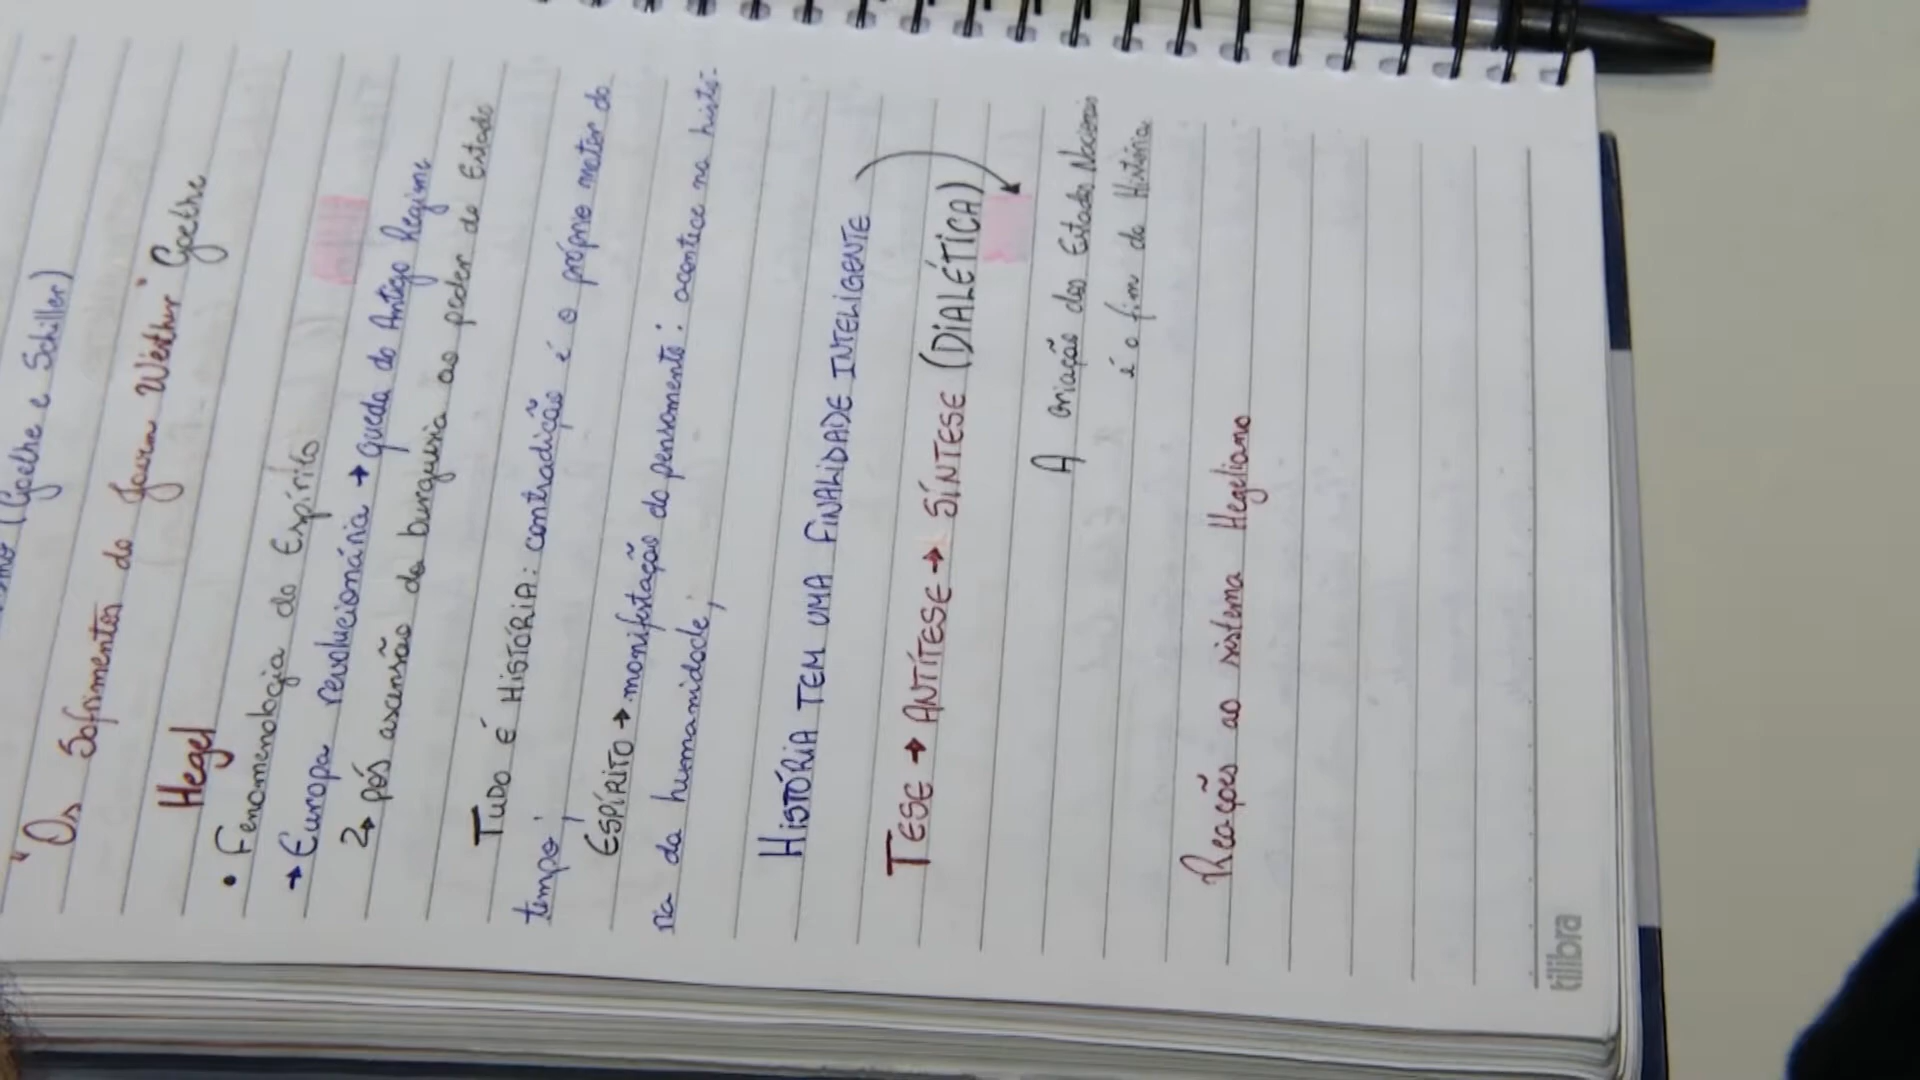 (Goethe e Schiller)
"Os Sofrimentos do Jovem Werther" Goethe
Hegel
• Fenomenologia do Espírito
→ Europa revolucionária → queda do Antigo Regime
↳ pós ascensão da burguesia ao poder do Estado
TUDO É HISTÓRIA: contradição é o próprio motor do
tempo;
ESPÍRITO → manifestação do pensamento: acontece na histó-
ria da humanidade;
HISTÓRIA TEM UMA FINALIDADE INTELIGENTE
TESE → ANTÍTESE → SÍNTESE (DIALÉTICA)
A criação dos Estados Nacionais
é o fim da História
Reações ao sistema Hegeliano
tilibra